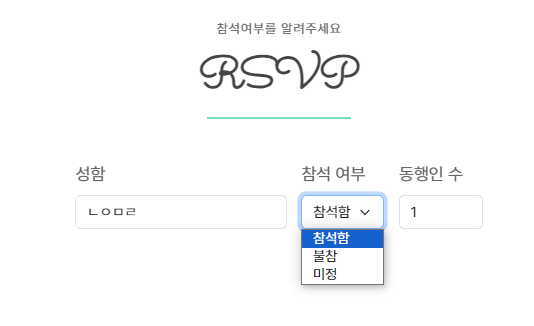 참석여부를 알려주세요
RSVP
성함 참석 여부 동행인 수
ㄴㅇㅁㄹ 참석함 1
참석함
불참
미정